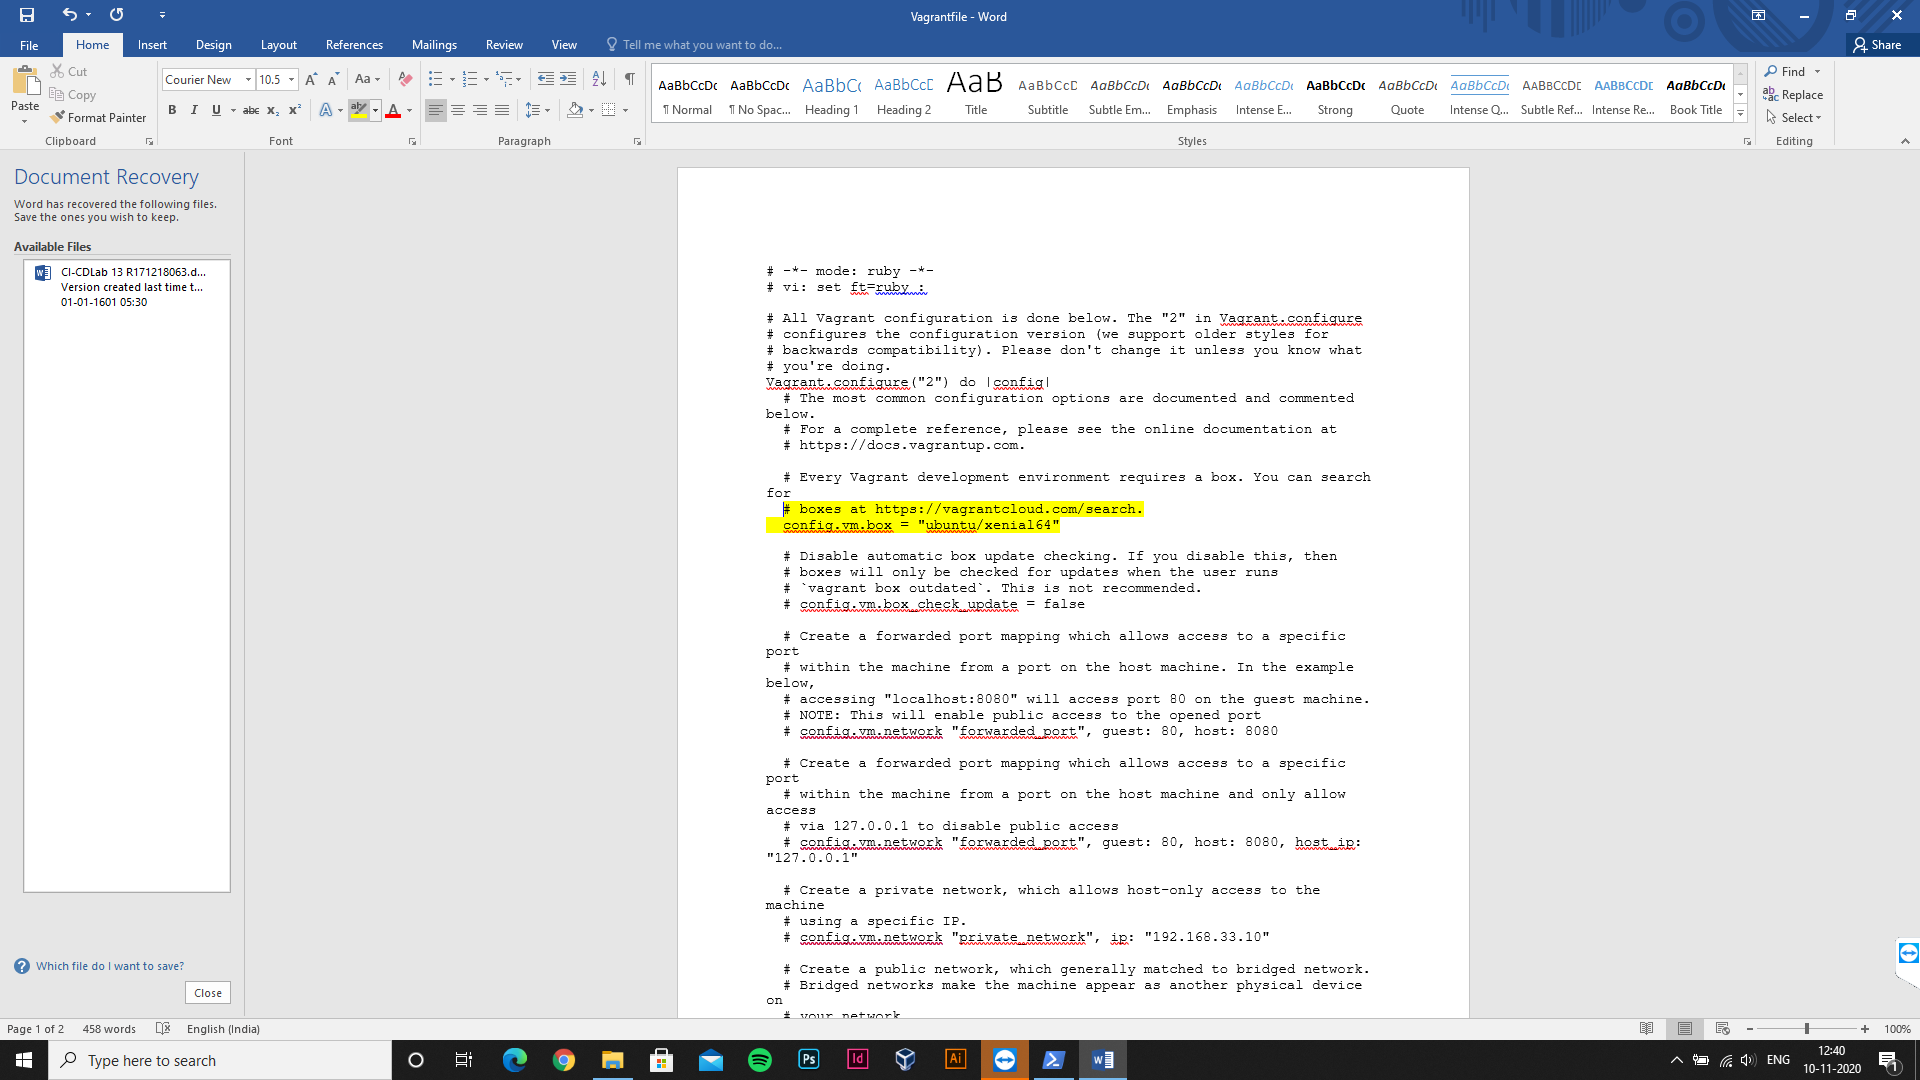 Vagrantfile - Word
File
Home
Insert
Design
Layout
References
Mailings
Review
View
Tell me what you want to do...
Share
Paste
Cut
Copy
Format Painter
Clipboard
Courier New
10.5
Font
Paragraph
AaBbCcDc AaBbCcDc AaBbCc AaBbCcD AaB AaBbCcD AaBbCcDc AaBbCcDc AaBbCcDc AaBbCcDc AaBbCcDc AaBbCcDc AABBCCDD AABBCCDD AaBbCcDc
¶ Normal
¶ No Spac...
Heading 1
Heading 2
Title
Subtitle
Subtle Em...
Emphasis
Intense E...
Strong
Quote
Intense Q...
Subtle Ref...
Intense Re...
Book Title
Styles
Find
Replace
Select
Editing
Document Recovery
Word has recovered the following files.
Save the ones you wish to keep.
Available Files
CI-CDLab 13 R171218063.d...
Version created last time t...
01-01-1601 05:30
Which file do I want to save?
Close
# -*- mode: ruby -*-
# vi: set ft=ruby :
# All Vagrant configuration is done below. The "2" in Vagrant.configure
# configures the configuration version (we support older styles for
# backwards compatibility). Please don't change it unless you know what
# you're doing.
Vagrant.configure("2") do |config|
# The most common configuration options are documented and commented
below.
# For a complete reference, please see the online documentation at
# https://docs.vagrantup.com.
# Every Vagrant development environment requires a box. You can search
for
# boxes at https://vagrantcloud.com/search.
config.vm.box = "ubuntu/xenial64"
# Disable automatic box update checking. If you disable this, then
# boxes will only be checked for updates when the user runs
# `vagrant box outdated`. This is not recommended.
# config.vm.box_check_update = false
# Create a forwarded port mapping which allows access to a specific
port
# within the machine from a port on the host machine. In the example
below,
# accessing "localhost:8080" will access port 80 on the guest machine.
# NOTE: This will enable public access to the opened port
# config.vm.network "forwarded_port", guest: 80, host: 8080
# Create a forwarded port mapping which allows access to a specific
port
# within the machine from a port on the host machine and only allow
access
# via 127.0.0.1 to disable public access
# config.vm.network "forwarded_port", guest: 80, host: 8080, host_ip:
"127.0.0.1"
# Create a private network, which allows host-only access to the
machine
# using a specific IP.
# config.vm.network "private_network", ip: "192.168.33.10"
# Create a public network, which generally matched to bridged network.
# Bridged networks make the machine appear as another physical device
on
# your network
Page 1 of 2
458 words
English (India)
100%
Type here to search
Ps
Id
Ai
ENG
12:40
10-11-2020
1